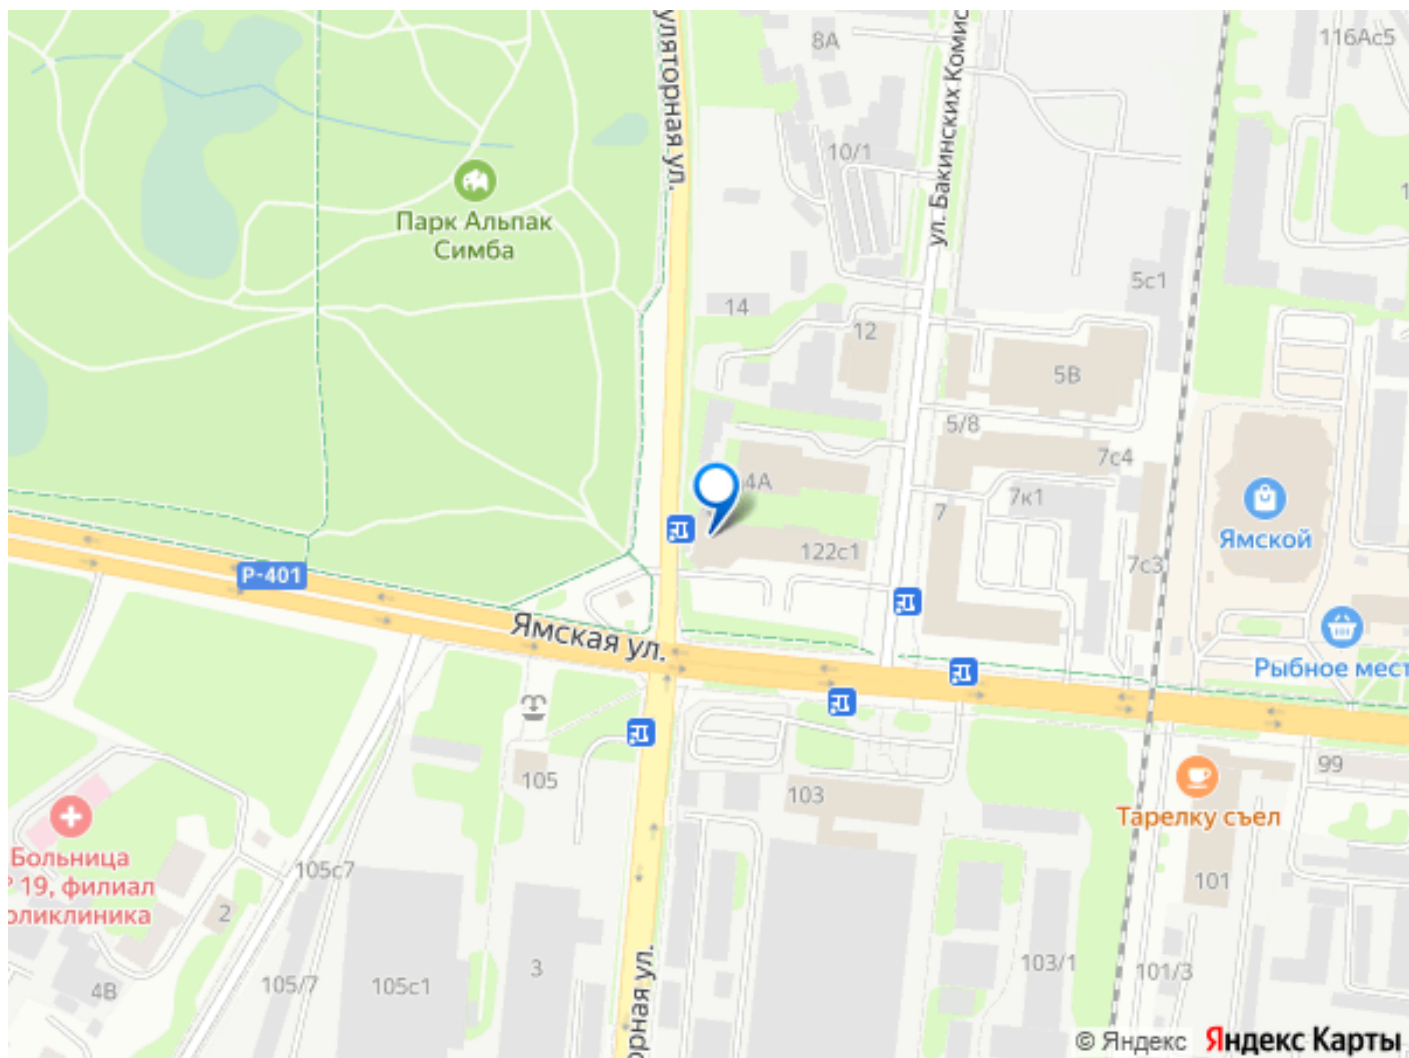 уляторная ул.
8А
ул. Бакинских Комис
116Ас5
10/1
Парк Альпак
Симба
5с1
14
12
5В
5/8
7с4
4А
7к1
7
Ямской
122с1
7с3
Р-401
Ямская ул.
Рыбное мест
99
105
103
Тарелку съел
Больница
19, филиал
оликлиника
105с7
101
2
3
103/1
101/3
105/7
105с1
4В
орная ул.
© Яндекс
Яндекс Карты